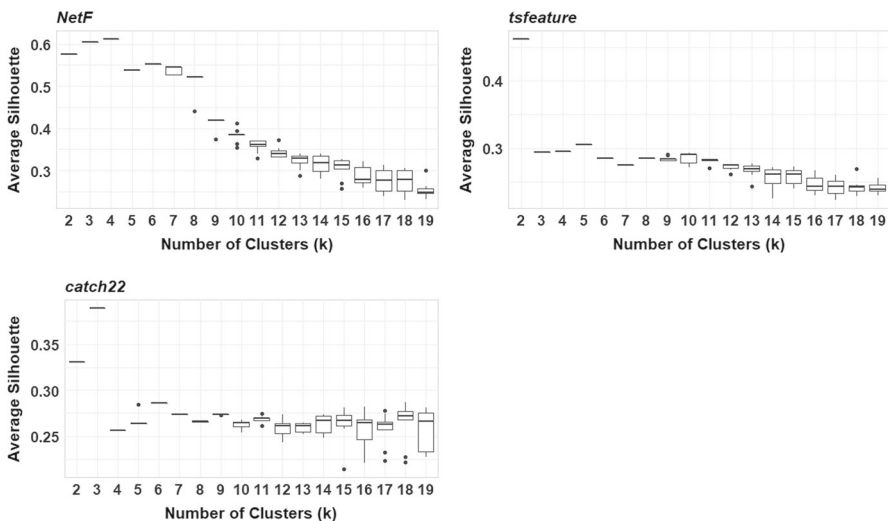 NetF
Average Silhouette
0.6
0.5
0.4
0.3
2 3 4 5 6 7 8 9 10 11 12 13 14 15 16 17 18 19
Number of Clusters (k)
tsfeature
Average Silhouette
0.4
0.3
2 3 4 5 6 7 8 9 10 11 12 13 14 15 16 17 18 19
Number of Clusters (k)
catch22
Average Silhouette
0.35
0.30
0.25
2 3 4 5 6 7 8 9 10 11 12 13 14 15 16 17 18 19
Number of Clusters (k)